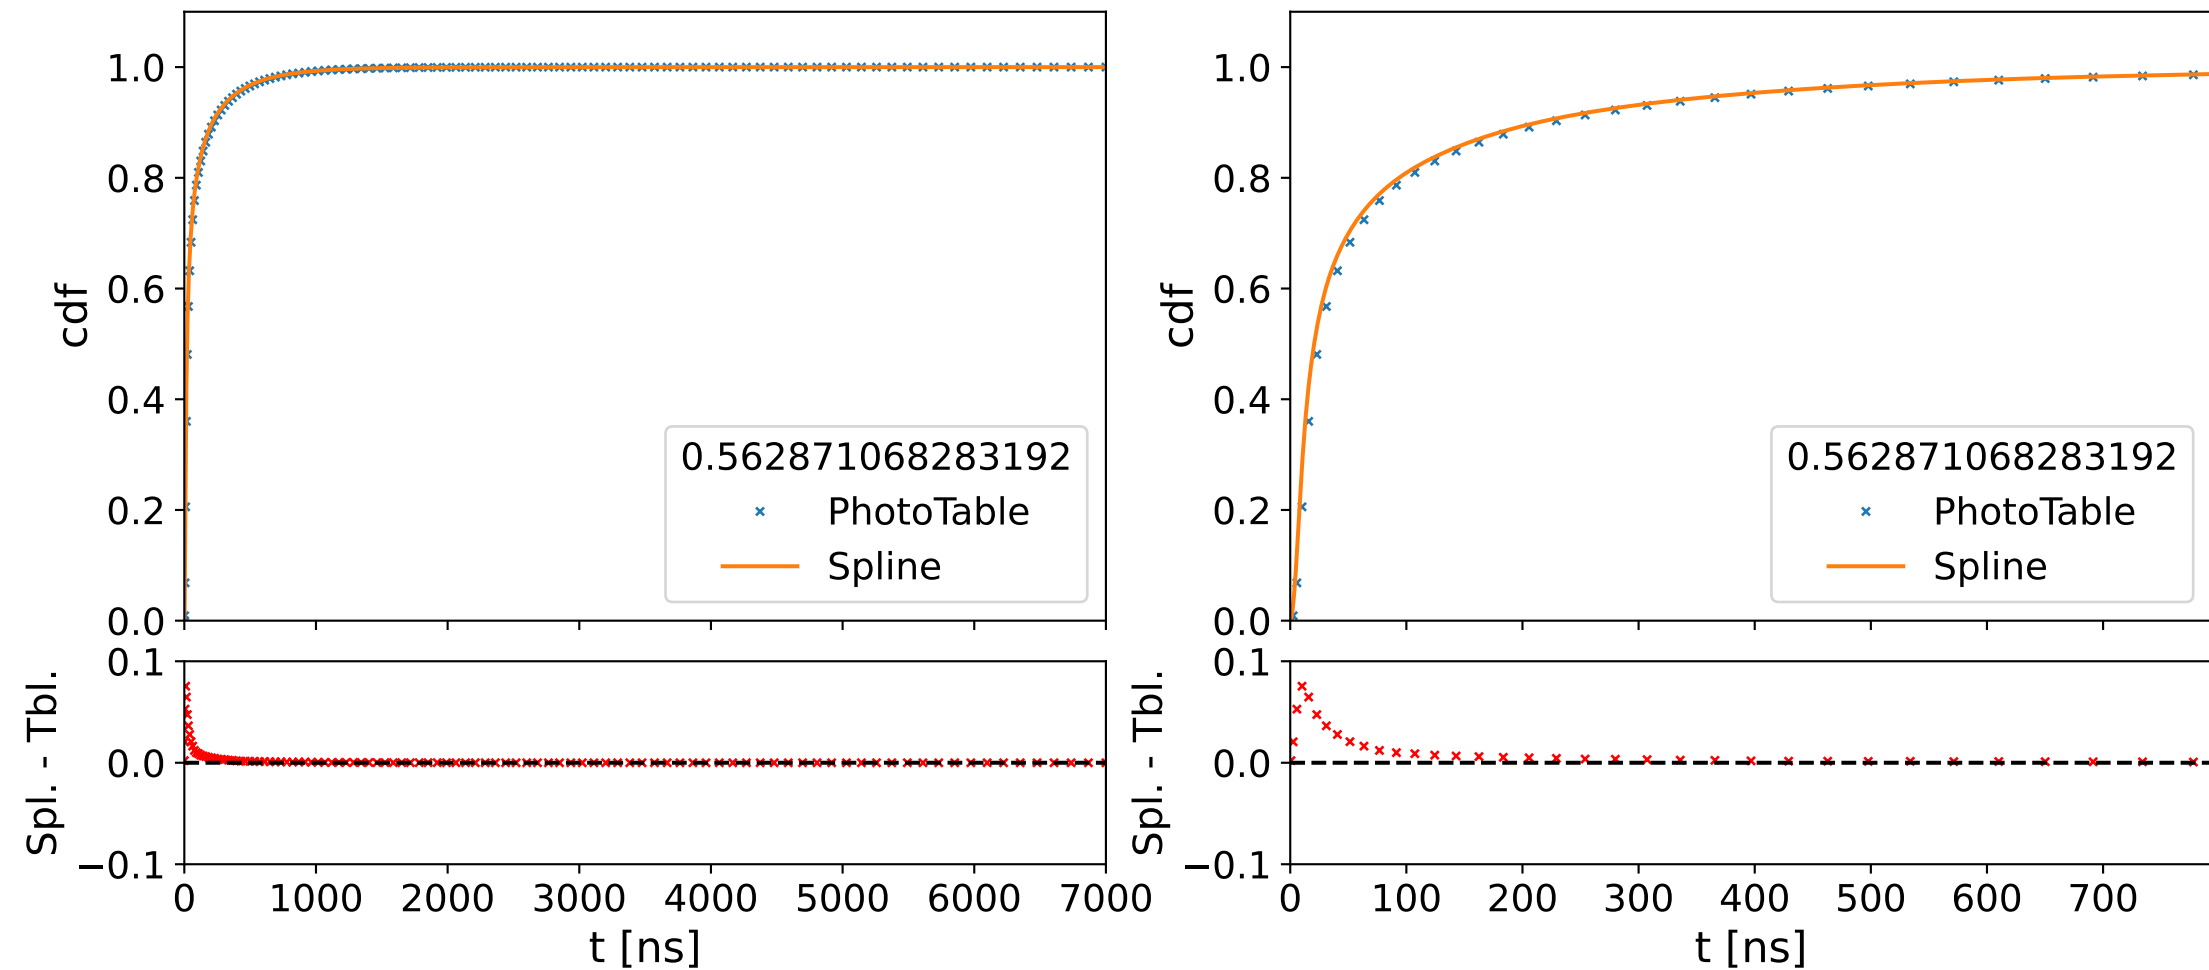 1.0
0.8
0.6
0.4
0.2
0.0
cdf
0.562871068283192
PhotoTable
Spline
0.1
0.0
−0.1
Spl. - Tbl.
0 1000 2000 3000 4000 5000 6000 7000
t [ns]
1.0
0.8
0.6
0.4
0.2
0.0
cdf
0.562871068283192
PhotoTable
Spline
0.1
0.0
−0.1
Spl. - Tbl.
0 100 200 300 400 500 600 700
t [ns]